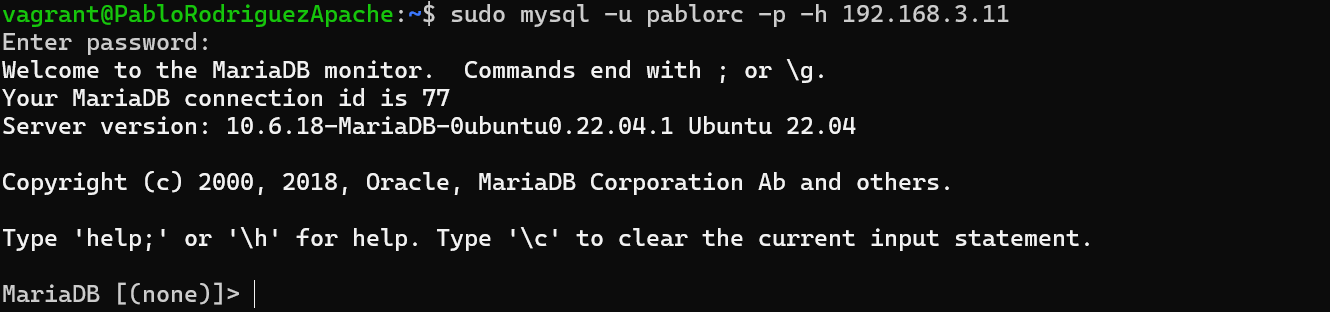 vagrant@PabloRodriguezApache:~$ sudo mysql -u pablorc -p -h 192.168.3.11
Enter password:
Welcome to the MariaDB monitor.  Commands end with ; or \g.
Your MariaDB connection id is 77
Server version: 10.6.18-MariaDB-0ubuntu0.22.04.1 Ubuntu 22.04
Copyright (c) 2000, 2018, Oracle, MariaDB Corporation Ab and others.
Type 'help;' or '\h' for help. Type '\c' to clear the current input statement.
MariaDB [(none)]>